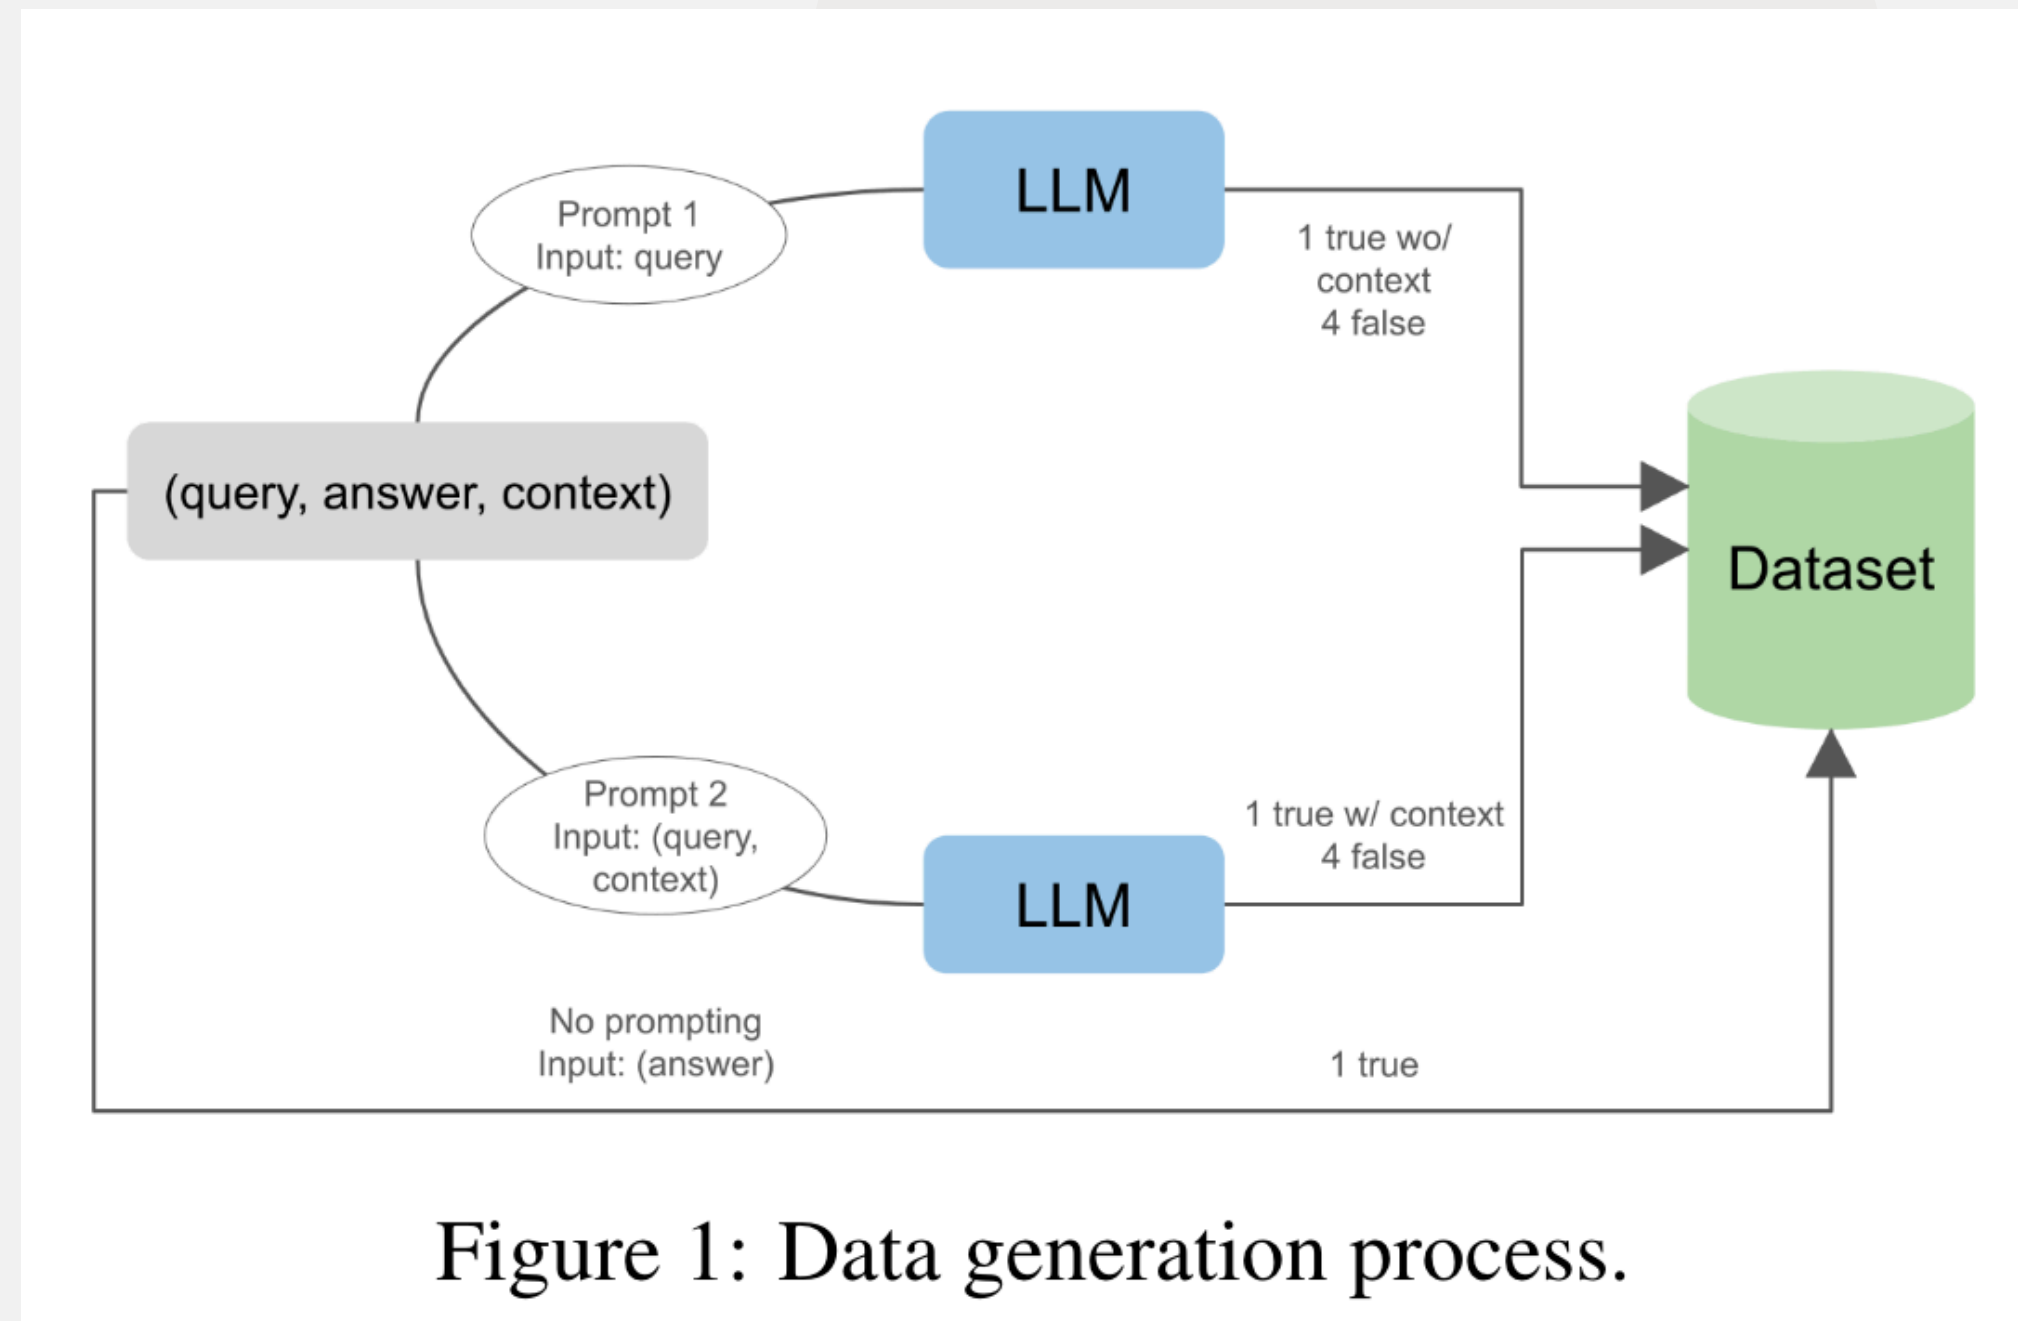 Prompt 1
Input: query
LLM
1 true wo/
context
4 false
(query, answer, context)
Dataset
Prompt 2
Input: (query,
context)
LLM
1 true w/ context
4 false
No prompting
Input: (answer)
1 true
Figure 1: Data generation process.